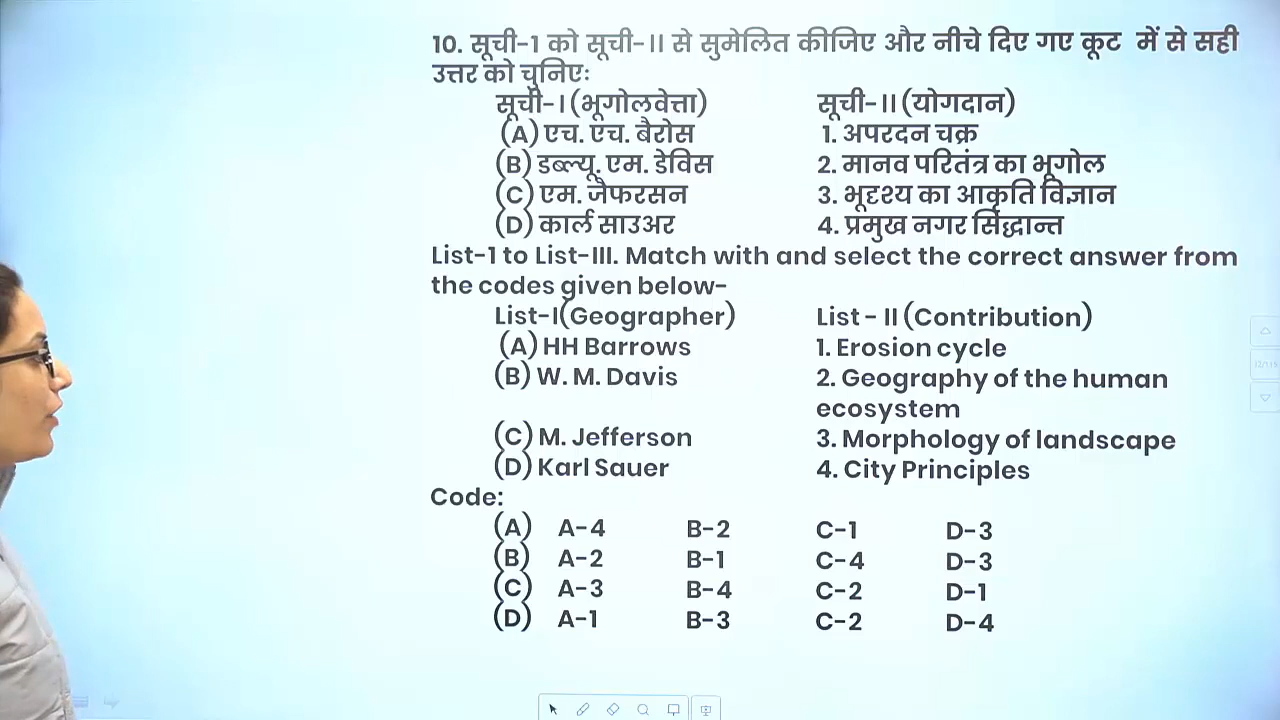 10. सूची-1 को सूची-II से सुमेलित कीजिए और नीचे दिए गए कूट में से सही
उत्तर को चुनिएः
सूची-I (भूगोलवेत्ता) सूची-II (योगदान)
(A) एच. एच. बैरोस 1. अपरदन चक्र
(B) डब्ल्यू. एम. डेविस 2. मानव परितंत्र का भूगोल
(C) एम. जैफरसन 3. भूदृश्य का आकृति विज्ञान
(D) कार्ल साउअर 4. प्रमुख नगर सिद्धान्त
List-1 to List-III. Match with and select the correct answer from
the codes given below-
List-I(Geographer) List - II (Contribution)
(A) HH Barrows 1. Erosion cycle
(B) W. M. Davis 2. Geography of the human
ecosystem
(C) M. Jefferson 3. Morphology of landscape
(D) Karl Sauer 4. City Principles
Code:
(A) A-4 B-2 C-1 D-3
(B) A-2 B-1 C-4 D-3
(C) A-3 B-4 C-2 D-1
(D) A-1 B-3 C-2 D-4